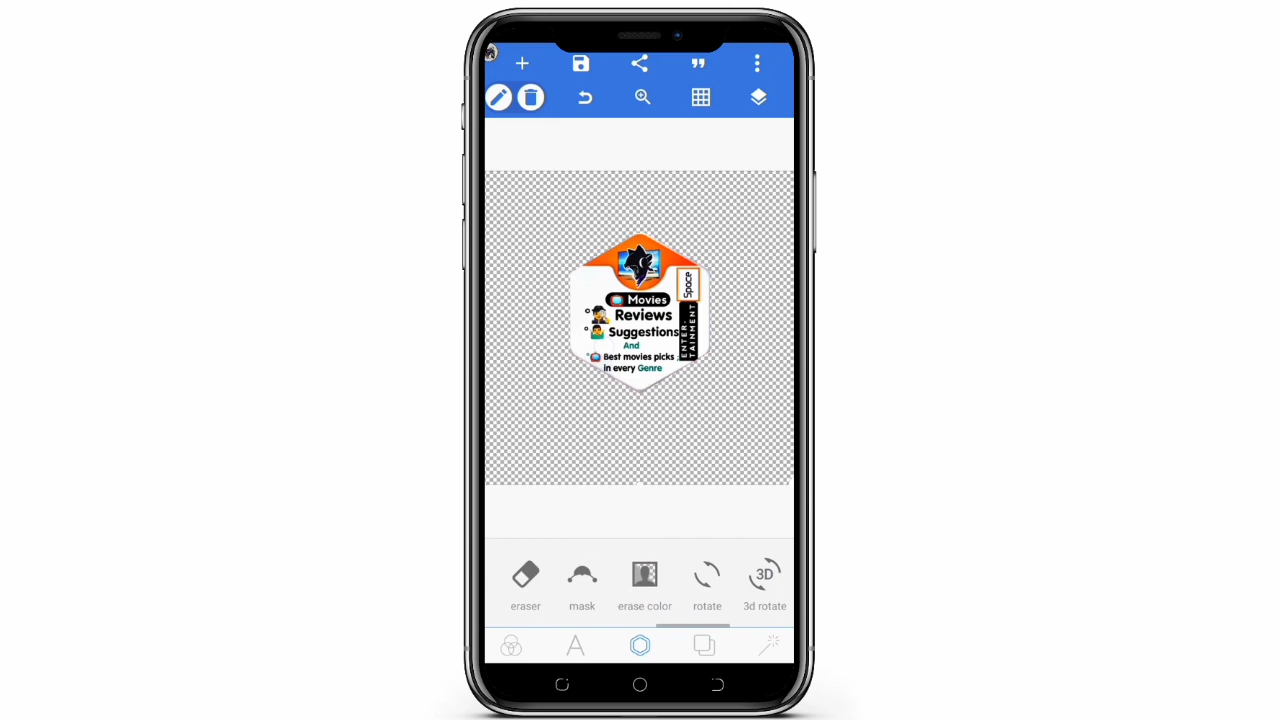 Space
Movies
Reviews
Suggestions
And
Best movies picks
in every Genre
ENTER-
TAINMENT
eraser
mask
erase color
rotate
3D
3d rotate
A